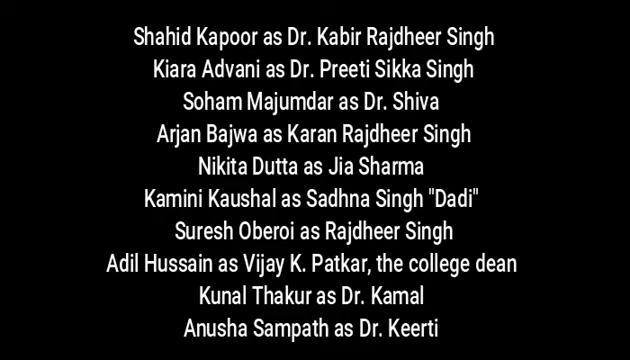 Shahid Kapoor as Dr. Kabir Rajdheer Singh
Kiara Advani as Dr. Preeti Sikka Singh
Soham Majumdar as Dr. Shiva
Arjan Bajwa as Karan Rajdheer Singh
Nikita Dutta as Jia Sharma
Kamini Kaushal as Sadhna Singh "Dadi"
Suresh Oberoi as Rajdheer Singh
Adil Hussain as Vijay K. Patkar, the college dean
Kunal Thakur as Dr. Kamal
Anusha Sampath as Dr. Keerti